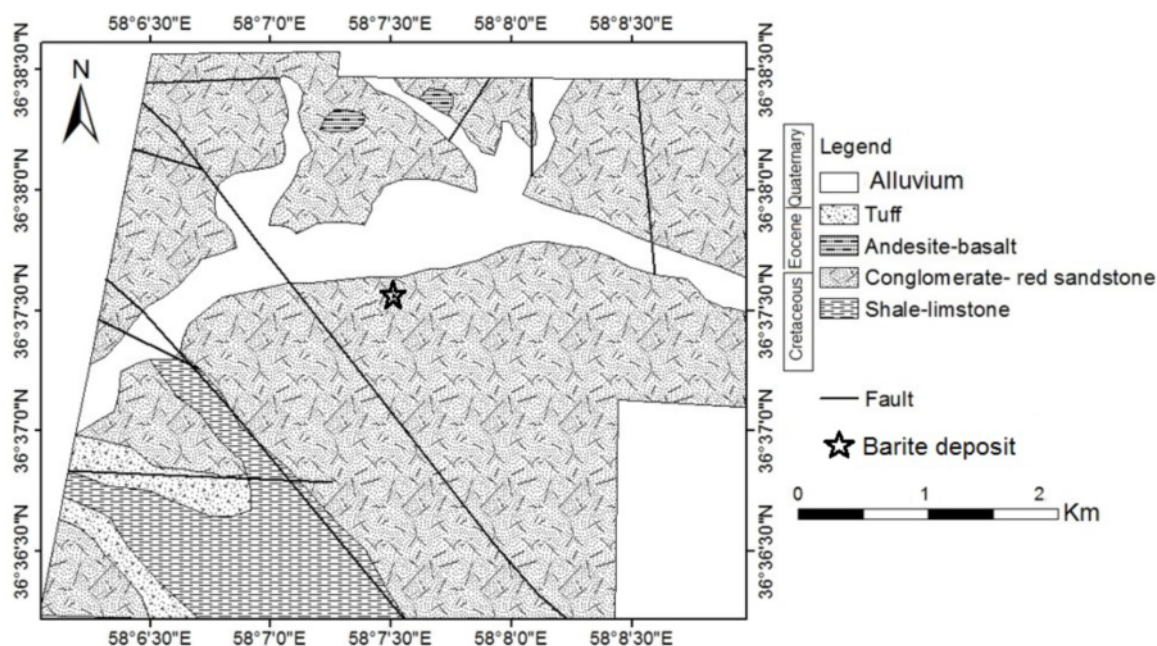 58°6'30"E 58°7'0"E 58°7'30"E 58°8'0"E 58°8'30"E
36°38'30"N
36°38'0"N
36°37'30"N
36°37'0"N
36°36'30"N
N
36°38'30"N
36°38'0"N
36°37'30"N
36°37'0"N
36°36'30"N
58°6'30"E 58°7'0"E 58°7'30"E 58°8'0"E 58°8'30"E
Quaternary
Eocene
Cretaceous
Legend
Alluvium
Tuff
Andesite-basalt
Conglomerate- red sandstone
Shale-limstone
Fault
Barite deposit
0 1 2
Km